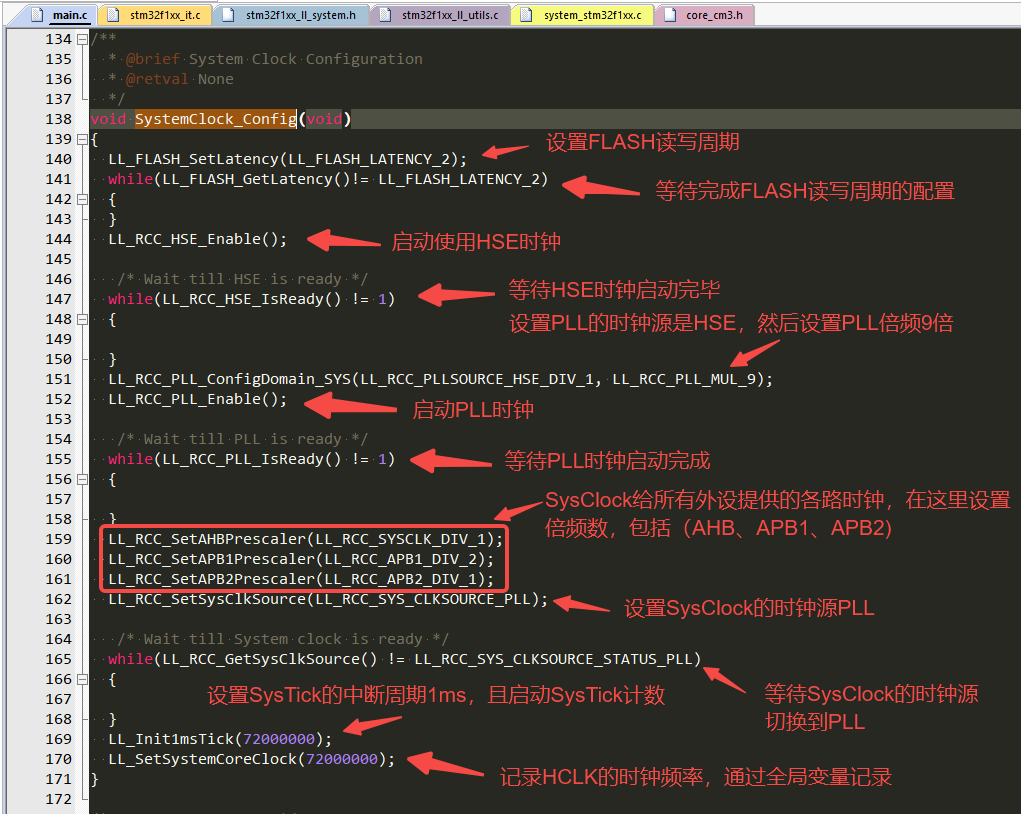 main.c stm32f1xx_it.c stm32f1xx_ll_system.h stm32f1xx_ll_utils.c system_stm32f1xx.c core_cm3.h
134 /**
135 * @brief System Clock Configuration
136 * @retval None
137 */
138 void SystemClock_Config(void)
139 {
设置FLASH读写周期
140 LL_FLASH_SetLatency(LL_FLASH_LATENCY_2);
141 while(LL_FLASH_GetLatency()!= LL_FLASH_LATENCY_2)
等待完成FLASH读写周期的配置
142 {
143 }
144 LL_RCC_HSE_Enable();
启动使用HSE时钟
145
146 /* Wait till HSE is ready */
147 while(LL_RCC_HSE_IsReady() != 1)
等待HSE时钟启动完毕
148 {
设置PLL的时钟源是HSE，然后设置PLL倍频9倍
149
150 }
151 LL_RCC_PLL_ConfigDomain_SYS(LL_RCC_PLLSOURCE_HSE_DIV_1, LL_RCC_PLL_MUL_9);
152 LL_RCC_PLL_Enable();
启动PLL时钟
153
154 /* Wait till PLL is ready */
155 while(LL_RCC_PLL_IsReady() != 1)
等待PLL时钟启动完成
156 {
157
SysClock给所有外设提供的各路时钟，在这里设置
倍频数，包括（AHB、APB1、APB2）
158 }
159 LL_RCC_SetAHBPrescaler(LL_RCC_SYSCLK_DIV_1);
160 LL_RCC_SetAPB1Prescaler(LL_RCC_APB1_DIV_2);
161 LL_RCC_SetAPB2Prescaler(LL_RCC_APB2_DIV_1);
162 LL_RCC_SetSysClkSource(LL_RCC_SYS_CLKSOURCE_PLL);
设置SysClock的时钟源PLL
163
164 /* Wait till System clock is ready */
165 while(LL_RCC_GetSysClkSource() != LL_RCC_SYS_CLKSOURCE_STATUS_PLL)
166 {
等待SysClock的时钟源
切换到PLL
167
设置SysTick的中断周期1ms，且启动SysTick计数
168 }
169 LL_Init1msTick(72000000);
170 LL_SetSystemCoreClock(72000000);
记录HCLK的时钟频率，通过全局变量记录
171 }
172